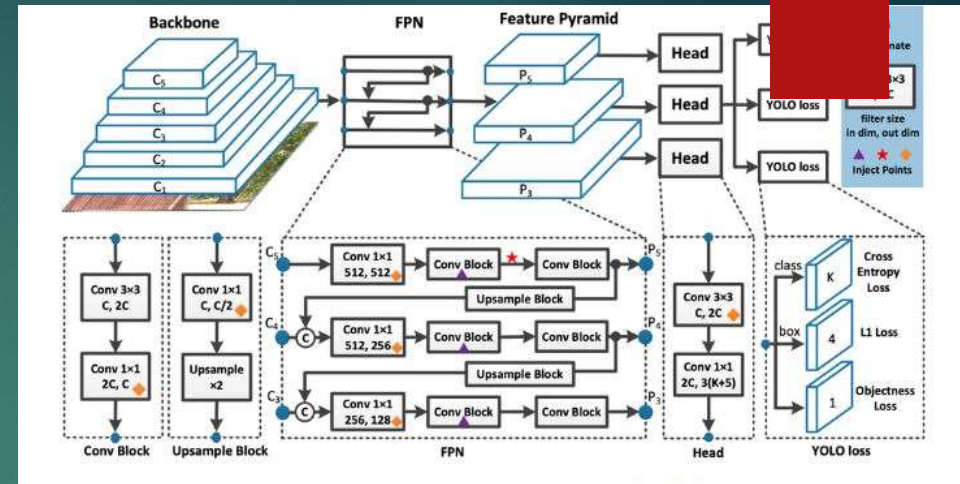 Backbone
FPN
Feature Pyramid
C5
C4
C3
C2
C1
P5
P4
P3
Head
Head
Head
YOLO loss
YOLO loss
filter size
in dim, out dim
Inject Points
Conv 3×3
C, 2C
Conv 1×1
2C, C
Conv Block
Conv 1×1
C, C/2
Upsample
×2
Upsample Block
C5
Conv 1×1
512, 512
Conv Block
Conv Block
P5
Upsample Block
C4
C
Conv 1×1
512, 256
Conv Block
Conv Block
P4
Upsample Block
C3
C
Conv 1×1
256, 128
Conv Block
Conv Block
P3
FPN
Conv 3×3
C, 2C
Conv 1×1
2C, 3(K+5)
Head
class
K
Cross
Entropy
Loss
box
4
L1 Loss
1
Objectness
Loss
YOLO loss